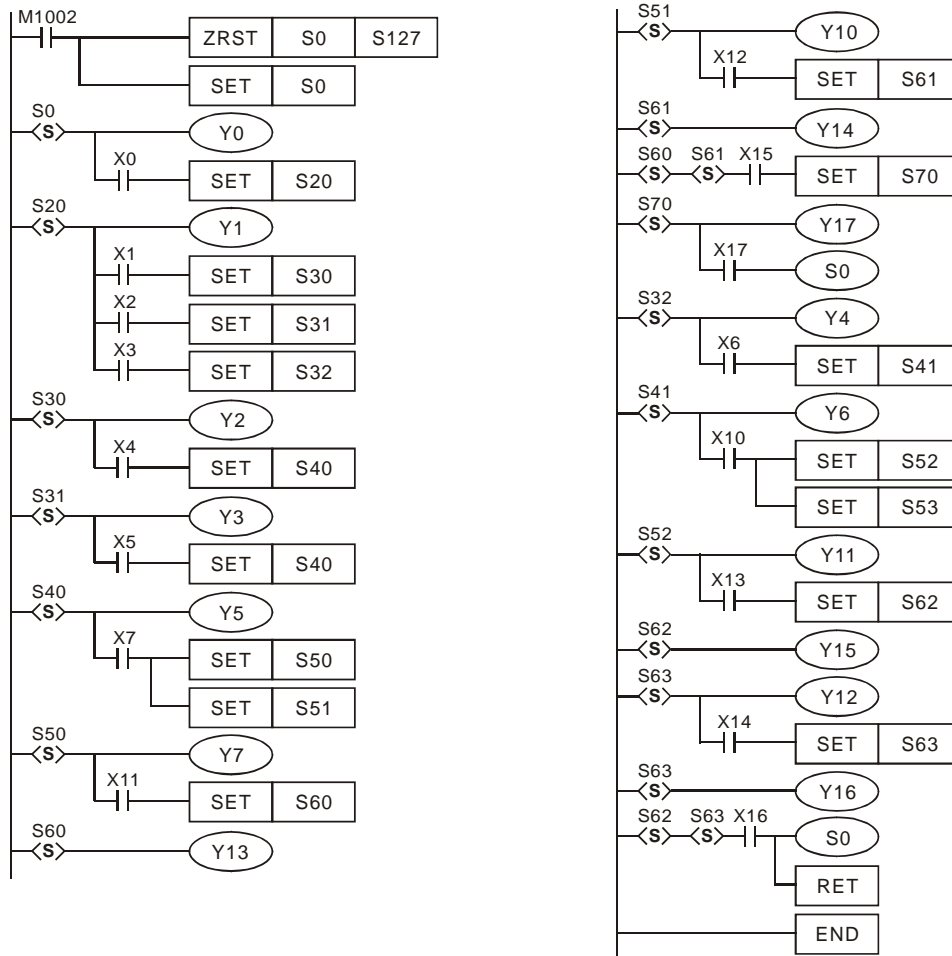 M1002
ZRST S0 S127
SET S0
S0
S Y0
X0
SET S20
S20
S Y1
X1
SET S30
X2
SET S31
X3
SET S32
S30
S Y2
X4
SET S40
S31
S Y3
X5
SET S40
S40
S Y5
X7
SET S50
SET S51
S50
S Y7
X11
SET S60
S60
S Y13
S51
S Y10
X12
SET S61
S61
S Y14
S60 S61 X15
S S SET S70
S70
S Y17
X17
S0
S32
S Y4
X6
SET S41
S41
S Y6
X10
SET S52
SET S53
S52
S Y11
X13
SET S62
S62
S Y15
S63
S Y12
X14
SET S63
S63
S Y16
S62 S63 X16
S S S0
RET
END